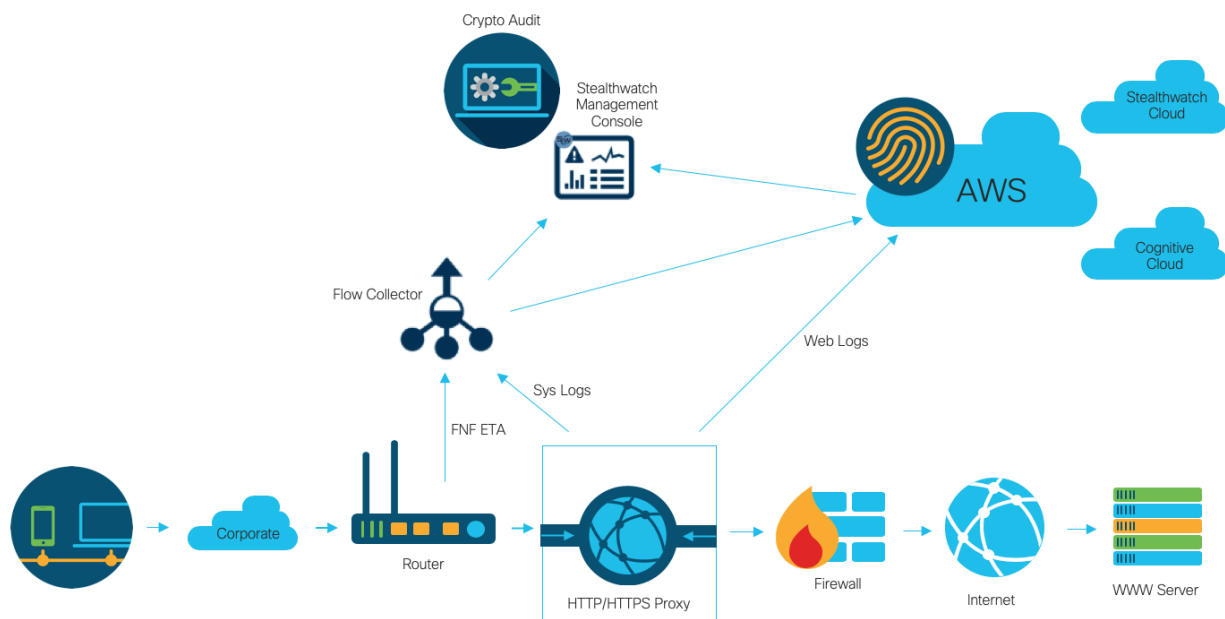 Crypto Audit
Stealthwatch
Management
Console
Stealthwatch
Cloud
AWS
Cognitive
Cloud
Flow Collector
Web Logs
Sys Logs
FNF ETA
Corporate
Router
HTTP/HTTPS Proxy
Firewall
Internet
WWW Server